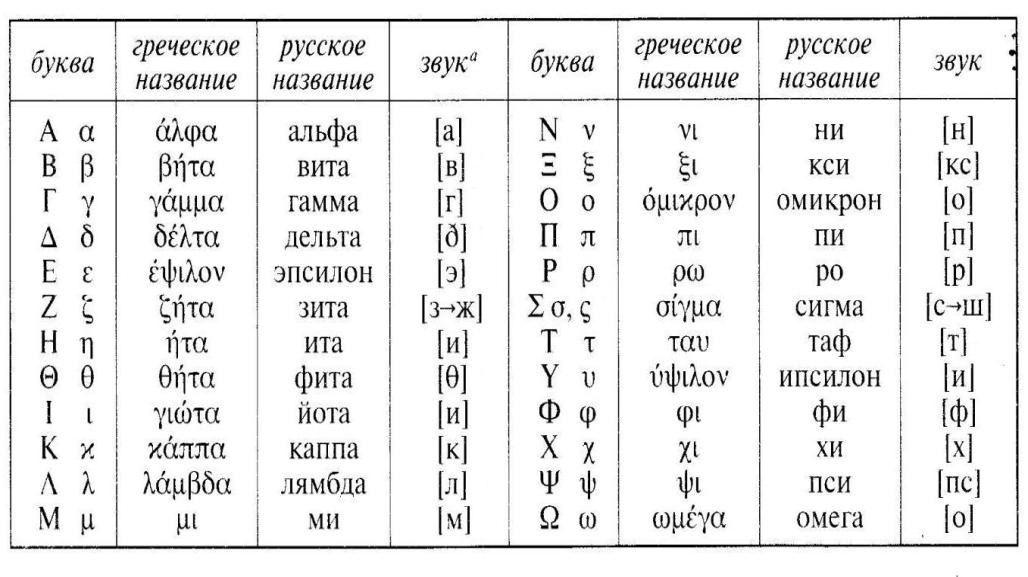 буква греческое название русское название звукª буква греческое название русское название звук
Α α άλφα альфа [а] Ν ν νι ни [н]
Β β βήτα вита [в] Ξ ξ ξι кси [кс]
Γ γ γάμμα гамма [г] Ο ο όμιϰρον омикрон [о]
Δ δ δέλτα дельта [ð] Π π πι пи [п]
Ε ε έψιλον эпсилон [э] Ρ ρ ρω ро [р]
Ζ ζ ζήτα зита [з→ж] Σ σ, ς σίγμα сигма [с→ш]
Η η ήτα ита [и] Τ τ ταυ таф [т]
Θ θ θήτα фита [θ] Υ υ ύψιλον ипсилон [и]
Ι ι γιώτα йота [и] Φ φ φι фи [ф]
Κ ϰ ϰάππα каппа [к] Χ χ χι хи [х]
Λ λ λάμβδα лямбда [л] Ψ ψ ψι пси [пс]
Μ μ μι ми [м] Ω ω ωμέγα омега [о]